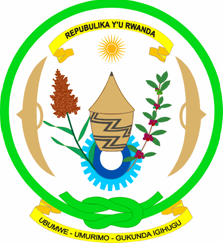 REPUBULIKA Y'U RWANDA
UBUMWE - UMURIMO - GUKUNDA IGIHUGU